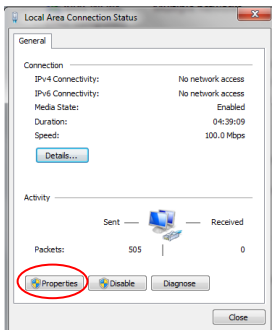 Local Area Connection Status
General
Connection
IPv4 Connectivity: No network access
IPv6 Connectivity: No network access
Media State: Enabled
Duration: 04:39:09
Speed: 100.0 Mbps
Details...
Activity
Sent — — Received
Packets: 505 | 0
Properties Disable Diagnose
Close